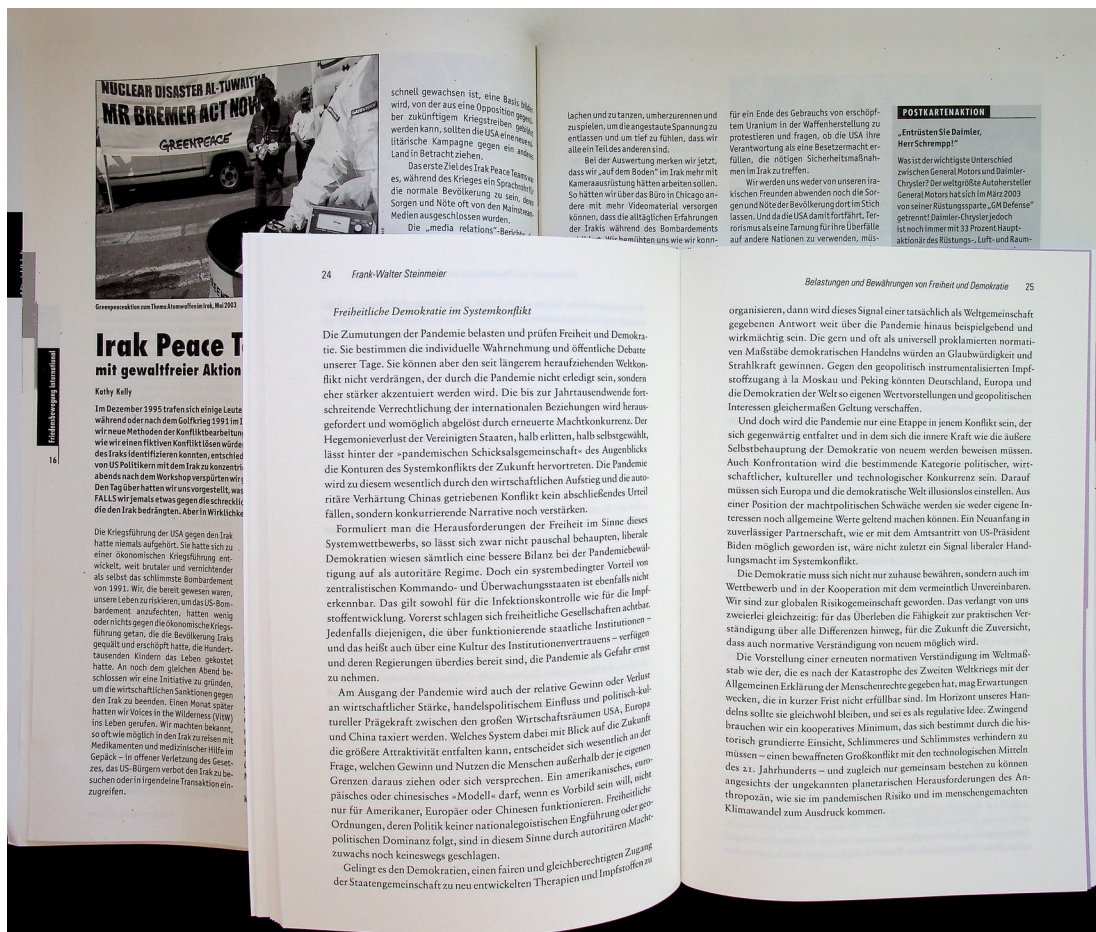 NUCLEAR DISASTER AL-TUWAITHA
MR BREMER ACT NOW
GREENPEACE
Greenpeaceaktion zum Thema Atomwaffen im Irak, Mai 2003
Irak Peace T
mit gewaltfreier Aktion
Kathy Kelly
Im Dezember 1995 trafen sich einige Leute
während oder nach dem Golfkrieg 1991 im I
wir neue Methoden der Konfliktbearbeitung
wie wir einen fiktiven Konflikt lösen würde
des Iraks identifizieren konnten, entschied
von US Politikern mit dem Irak zu konzentri
abends nach dem Workshop verspürten wir
Den Tag über hatten wir uns vorgestellt, was
FALLS wir jemals etwas gegen die schrecklic
die den Irak bedrängten. Aber in Wirklichke
Die Kriegsführung der USA gegen den Irak
hatte niemals aufgehört. Sie hatte sich zu
einer ökonomischen Kriegsführung ent-
wickelt, weit brutaler und vernichtender
als selbst das schlimmste Bombardement
von 1991. Wir, die bereit gewesen waren,
unsere Leben zu riskieren, um das US-Bom-
bardement anzufechten, hatten wenig
oder nichts gegen die ökonomische Kriegs-
führung getan, die die Bevölkerung Iraks
gequält und erschöpft hatte, die Hundert-
tausenden Kindern das Leben gekostet
hatte. An noch dem gleichen Abend be-
schlossen wir eine Initiative zu gründen,
um die wirtschaftlichen Sanktionen gegen
den Irak zu beenden. Einen Monat später
hatten wir Voices in the Wilderness (VitW)
ins Leben gerufen. Wir machten bekannt,
so oft wie möglich in den Irak zu reisen mit
Medikamenten und medizinischer Hilfe im
Gepäck – in offener Verletzung des Geset-
zes, das US-Bürgern verbot den Irak zu be-
suchen oder in irgendeine Transaktion ein-
zugreifen.
Friedensbewegung international
16
schnell gewachsen ist, eine Basis bilden
wird, von der aus eine Opposition gegenü-
ber zukünftigem Kriegstreiben gebildet
werden kann, sollten die USA eine neue mi-
litärische Kampagne gegen ein anderes
Land in Betracht ziehen.
Das erste Ziel des Irak Peace Teams war
es, während des Krieges ein Sprachrohr für
die normale Bevölkerung zu sein, deren
Sorgen und Nöte oft von den Mainstream-
Medien ausgeschlossen wurden.
Die „media relations“-Berichte
lachen und zu tanzen, umherzurennen und
zuspielen, um die angestaute Spannung zu
entlassen und um tief zu fühlen, dass wir
alle ein Teil des anderen sind.
Bei der Auswertung merken wir jetzt,
dass wir „auf dem Boden“ im Irak mehr mit
Kameraausrüstung hätten arbeiten sollen.
So hätten wir über das Büro in Chicago an-
dere mit mehr Videomaterial versorgen
können, dass die alltäglichen Erfahrungen
der Irakis während des Bombardements
Wir bemühten uns wie wir konn-
für ein Ende des Gebrauchs von erschöpf-
tem Uranium in der Waffenherstellung zu
protestieren und fragen, ob die USA ihre
Verantwortung als eine Besetzermacht er-
füllen, die nötigen Sicherheitsmaßnah-
men im Irak zu treffen.
Wir werden uns weder von unseren ira-
kischen Freunden abwenden noch die Sor-
gen und Nöte der Bevölkerung dort im Stich
lassen. Und da die USA damit fortfährt, Ter-
rorismus als eine Tarnung für ihre Überfälle
auf andere Nationen zu verwenden, müs-
POSTKARTENAKTION
„Entrüsten Sie Daimler,
Herr Schrempp!“
Was ist der wichtigste Unterschied
zwischen General Motors und Daimler-
Chrysler? Der weltgrößte Autohersteller
General Motors hat sich im März 2003
von seiner Rüstungssparte „GM Defense“
getrennt! Daimler-Chrysler jedoch
ist noch immer mit 33 Prozent Haupt-
aktionär des Rüstungs-, Luft- und Raum-
24 Frank-Walter Steinmeier
Freiheitliche Demokratie im Systemkonflikt
Die Zumutungen der Pandemie belasten und prüfen Freiheit und Demokra-
tie. Sie bestimmen die individuelle Wahrnehmung und öffentliche Debatte
unserer Tage. Sie können aber den seit längerem heraufziehenden Weltkon-
flikt nicht verdrängen, der durch die Pandemie nicht erledigt sein, sondern
eher stärker akzentuiert werden wird. Die bis zur Jahrtausendwende fort-
schreitende Verrechtlichung der internationalen Beziehungen wird heraus-
gefordert und womöglich abgelöst durch erneuerte Machtkonkurrenz. Der
Hegemonieverlust der Vereinigten Staaten, halb erlitten, halb selbstgewählt,
lässt hinter der »pandemischen Schicksalsgemeinschaft« des Augenblicks
die Konturen des Systemkonflikts der Zukunft hervortreten. Die Pandemie
wird zu diesem wesentlich durch den wirtschaftlichen Aufstieg und die auto-
ritäre Verhärtung Chinas getriebenen Konflikt kein abschließendes Urteil
fällen, sondern konkurrierende Narrative noch verstärken.
Formuliert man die Herausforderungen der Freiheit im Sinne dieses
Systemwettbewerbs, so lässt sich zwar nicht pauschal behaupten, liberale
Demokratien wiesen sämtlich eine bessere Bilanz bei der Pandemiebewäl-
tigung auf als autoritäre Regime. Doch ein systembedingter Vorteil von
zentralistischen Kommando- und Überwachungsstaaten ist ebenfalls nicht
erkennbar. Das gilt sowohl für die Infektionskontrolle wie für die Impf-
stoffentwicklung. Vorerst schlagen sich freiheitliche Gesellschaften achtbar.
Jedenfalls diejenigen, die über funktionierende staatliche Institutionen –
und das heißt auch über eine Kultur des Institutionenvertrauens – verfügen
und deren Regierungen überdies bereit sind, die Pandemie als Gefahr ernst
zu nehmen.
Am Ausgang der Pandemie wird auch der relative Gewinn oder Verlust
an wirtschaftlicher Stärke, handelspolitischem Einfluss und politisch-kul-
tureller Prägekraft zwischen den großen Wirtschaftsräumen USA, Europa
und China taxiert werden. Welches System dabei mit Blick auf die Zukunft
die größere Attraktivität entfalten kann, entscheidet sich wesentlich an der
Frage, welchen Gewinn und Nutzen die Menschen außerhalb der je eigenen
Grenzen daraus ziehen oder sich versprechen. Ein amerikanisches, euro-
päisches oder chinesisches »Modell« darf, wenn es Vorbild sein will, nicht
nur für Amerikaner, Europäer oder Chinesen funktionieren. Freiheitliche
Ordnungen, deren Politik keiner nationalegoistischen Engführung oder geo-
politischen Dominanz folgt, sind in diesem Sinne durch autoritären Macht-
zuwachs noch keineswegs geschlagen.
Gelingt es den Demokratien, einen fairen und gleichberechtigten Zugang
der Staatengemeinschaft zu neu entwickelten Therapien und Impfstoffen zu
Belastungen und Bewährungen von Freiheit und Demokratie 25
organisieren, dann wird dieses Signal einer tatsächlich als Weltgemeinschaft
gegebenen Antwort weit über die Pandemie hinaus beispielgebend und
wirkmächtig sein. Die gern und oft als universell proklamierten normati-
ven Maßstäbe demokratischen Handelns würden an Glaubwürdigkeit und
Strahlkraft gewinnen. Gegen den geopolitisch instrumentalisierten Impf-
stoffzugang à la Moskau und Peking könnten Deutschland, Europa und
die Demokratien der Welt so eigenen Wertvorstellungen und geopolitischen
Interessen gleichermaßen Geltung verschaffen.
Und doch wird die Pandemie nur eine Etappe in jenem Konflikt sein, der
sich gegenwärtig entfaltet und in dem sich die innere Kraft wie die äußere
Selbstbehauptung der Demokratie von neuem werden beweisen müssen.
Auch Konfrontation wird die bestimmende Kategorie politischer, wirt-
schaftlicher, kultureller und technologischer Konkurrenz sein. Darauf
müssen sich Europa und die demokratische Welt illusionslos einstellen. Aus
einer Position der machtpolitischen Schwäche werden sie weder eigene In-
teressen noch allgemeine Werte geltend machen können. Ein Neuanfang in
zuverlässiger Partnerschaft, wie er mit dem Amtsantritt von US-Präsident
Biden möglich geworden ist, wäre nicht zuletzt ein Signal liberaler Hand-
lungsmacht im Systemkonflikt.
Die Demokratie muss sich nicht nur zuhause bewähren, sondern auch im
Wettbewerb und in der Kooperation mit dem vermeintlich Unvereinbaren.
Wir sind zur globalen Risikogemeinschaft geworden. Das verlangt von uns
zweierlei gleichzeitig: für das Überleben die Fähigkeit zur praktischen Ver-
ständigung über alle Differenzen hinweg, für die Zukunft die Zuversicht,
dass auch normative Verständigung von neuem möglich wird.
Die Vorstellung einer erneuten normativen Verständigung im Weltmaß-
stab wie der, die es nach der Katastrophe des Zweiten Weltkriegs mit der
Allgemeinen Erklärung der Menschenrechte gegeben hat, mag Erwartungen
wecken, die in kurzer Frist nicht erfüllbar sind. Im Horizont unseres Han-
delns sollte sie gleichwohl bleiben, und sei es als regulative Idee. Zwingend
brauchen wir ein kooperatives Minimum, das sich bestimmt durch die his-
torisch grundierte Einsicht, Schlimmeres und Schlimmstes verhindern zu
müssen – einen bewaffneten Großkonflikt mit den technologischen Mitteln
des 21. Jahrhunderts – und zugleich nur gemeinsam bestehen zu können
angesichts der ungekannten planetarischen Herausforderungen des An-
thropozän, wie sie im pandemischen Risiko und im menschengemachten
Klimawandel zum Ausdruck kommen.